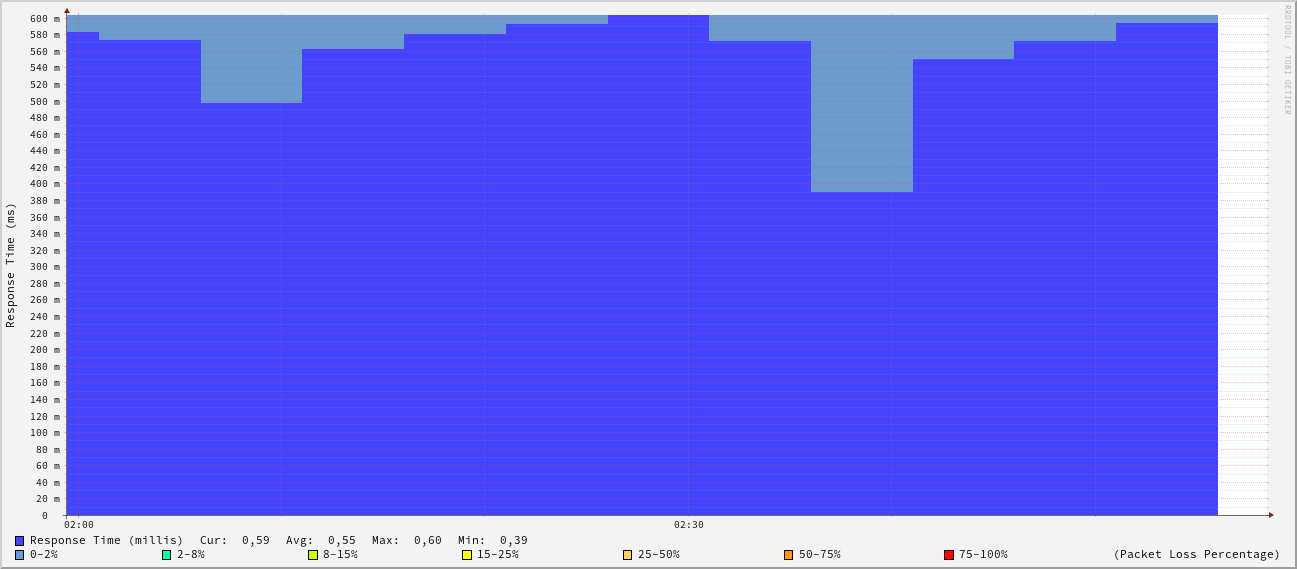 RRDTOOL / TOBI OETIKER
Response Time (ms)
600 m
580 m
560 m
540 m
520 m
500 m
480 m
460 m
440 m
420 m
400 m
380 m
360 m
340 m
320 m
300 m
280 m
260 m
240 m
220 m
200 m
180 m
160 m
140 m
120 m
100 m
80 m
60 m
40 m
20 m
0
02:00 02:30
Response Time (millis) Cur: 0,59 Avg: 0,55 Max: 0,60 Min: 0,39
0-2% 2-8% 8-15% 15-25% 25-50% 50-75% 75-100% (Packet Loss Percentage)